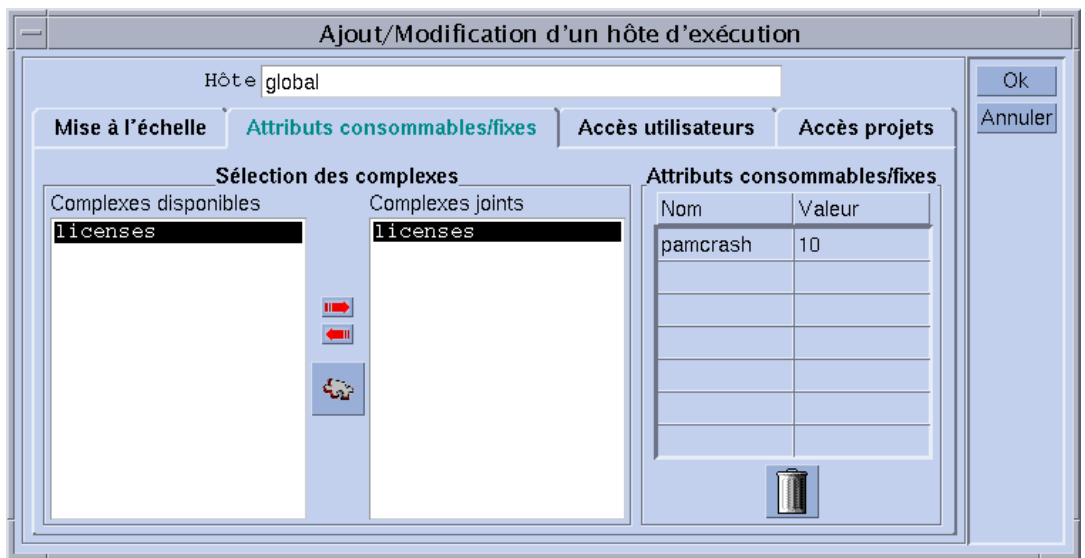 Ajout/Modification d'un hôte d'exécution
Hôte global
Ok
Annuler
Mise à l'échelle Attributs consommables/fixes Accès utilisateurs Accès projets
Sélection des complexes
Complexes disponibles Complexes joints
licenses licenses
Attributs consommables/fixes
Nom Valeur
pamcrash 10